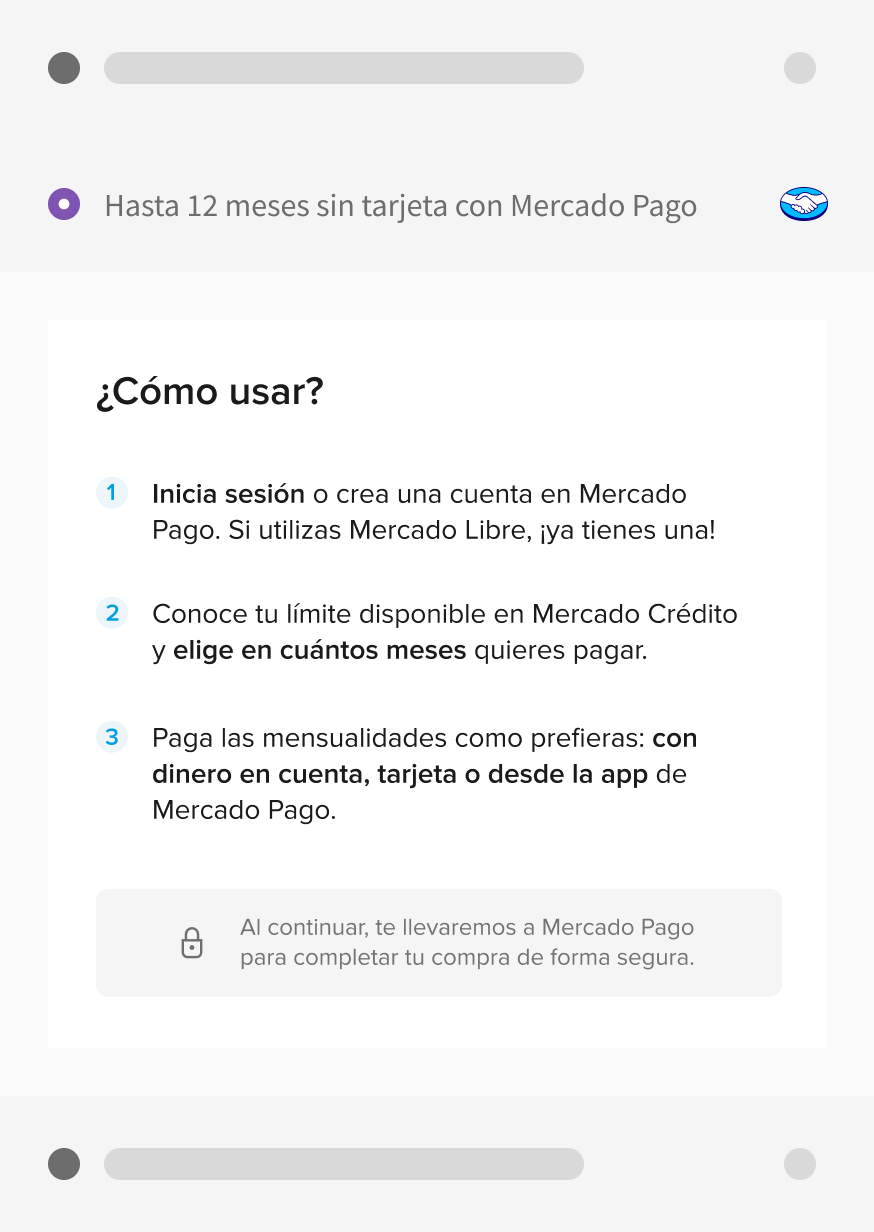 Hasta 12 meses sin tarjeta con Mercado Pago
¿Cómo usar?
1
Inicia sesión o crea una cuenta en Mercado
Pago. Si utilizas Mercado Libre, ¡ya tienes una!
2
Conoce tu límite disponible en Mercado Crédito
y elige en cuántos meses quieres pagar.
3
Paga las mensualidades como prefieras: con
dinero en cuenta, tarjeta o desde la app de
Mercado Pago.
Al continuar, te llevaremos a Mercado Pago
para completar tu compra de forma segura.